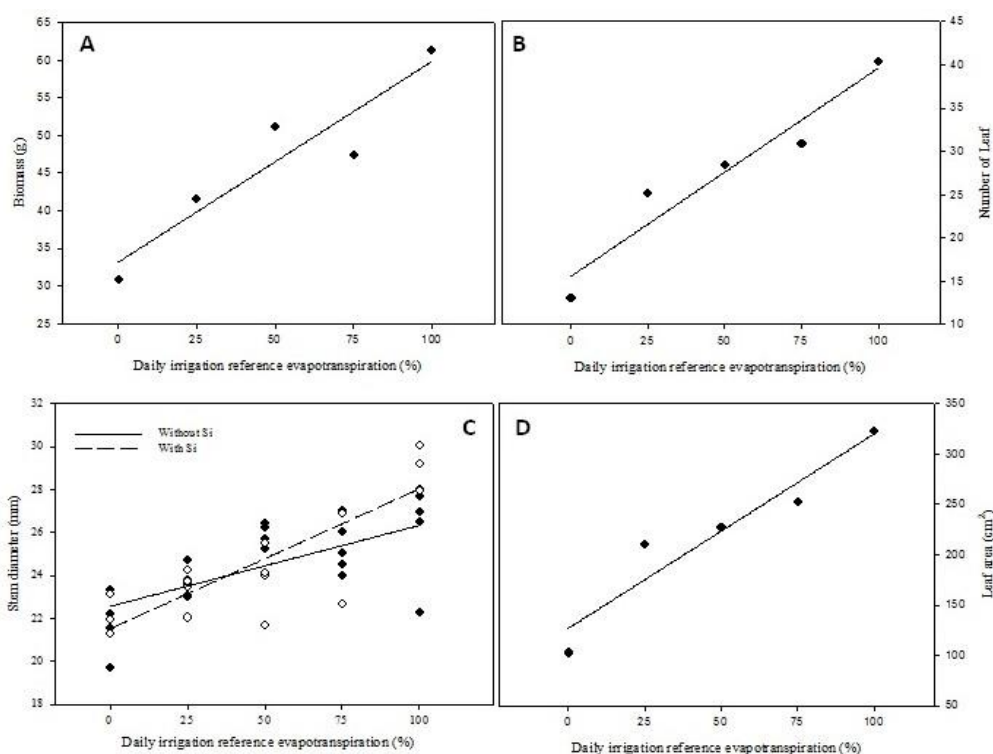 A
65
60
55
50
45
40
35
30
25
Biomass (g)
0 25 50 75 100
Daily irrigation reference evapotranspiration (%)
B
45
40
35
30
25
20
15
10
Number of Leaf
0 25 50 75 100
Daily irrigation reference evapotranspiration (%)
C
Without Si
With Si
32
30
28
26
24
22
20
18
Stem diameter (mm)
0 25 50 75 100
Daily irrigation reference evapotranspiration (%)
D
350
300
250
200
150
100
50
Leaf area (cm²)
0 25 50 75 100
Daily irrigation reference evapotranspiration (%)